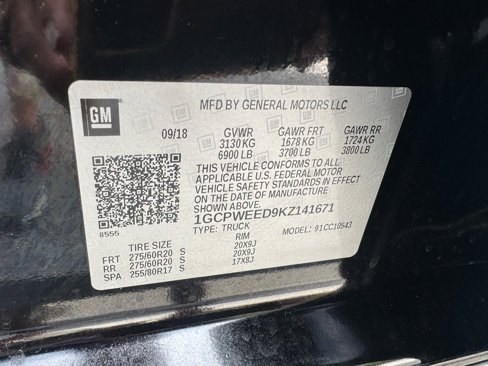 GM
MFD BY GENERAL MOTORS LLC
09/18 GVWR GAWR FRT GAWR RR
3130 KG 1678 KG 1724 KG
6900 LB 3700 LB 3800 LB
THIS VEHICLE CONFORMS TO ALL
APPLICABLE U.S. FEDERAL MOTOR
VEHICLE SAFETY STANDARDS IN EFFECT
ON THE DATE OF MANUFACTURE
1GCPWEED9KZ141671
8555
TYPE: TRUCK MODEL: 91CC10543
TIRE SIZE RIM
FRT 275/60R20 S 20X9J
RR 275/60R20 S 20X9J
SPA 255/80R17 S 17X8J